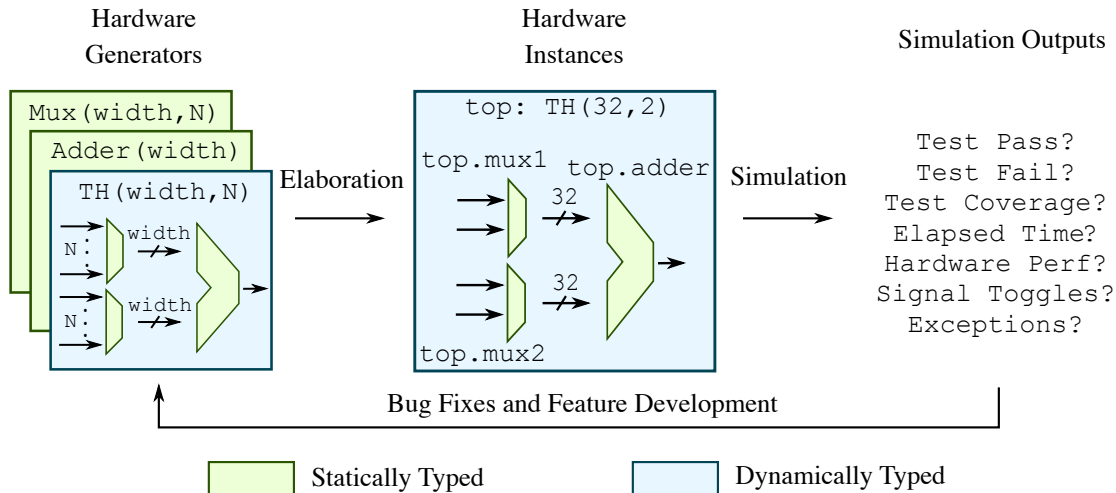 Hardware
Generators
Hardware
Instances
Simulation Outputs
Mux(width,N)
Adder(width)
TH(width,N)
N
width
N
width
Elaboration
top: TH(32,2)
top.mux1
top.adder
32
32
top.mux2
Simulation
Test Pass?
Test Fail?
Test Coverage?
Elapsed Time?
Hardware Perf?
Signal Toggles?
Exceptions?
Bug Fixes and Feature Development
Statically Typed
Dynamically Typed